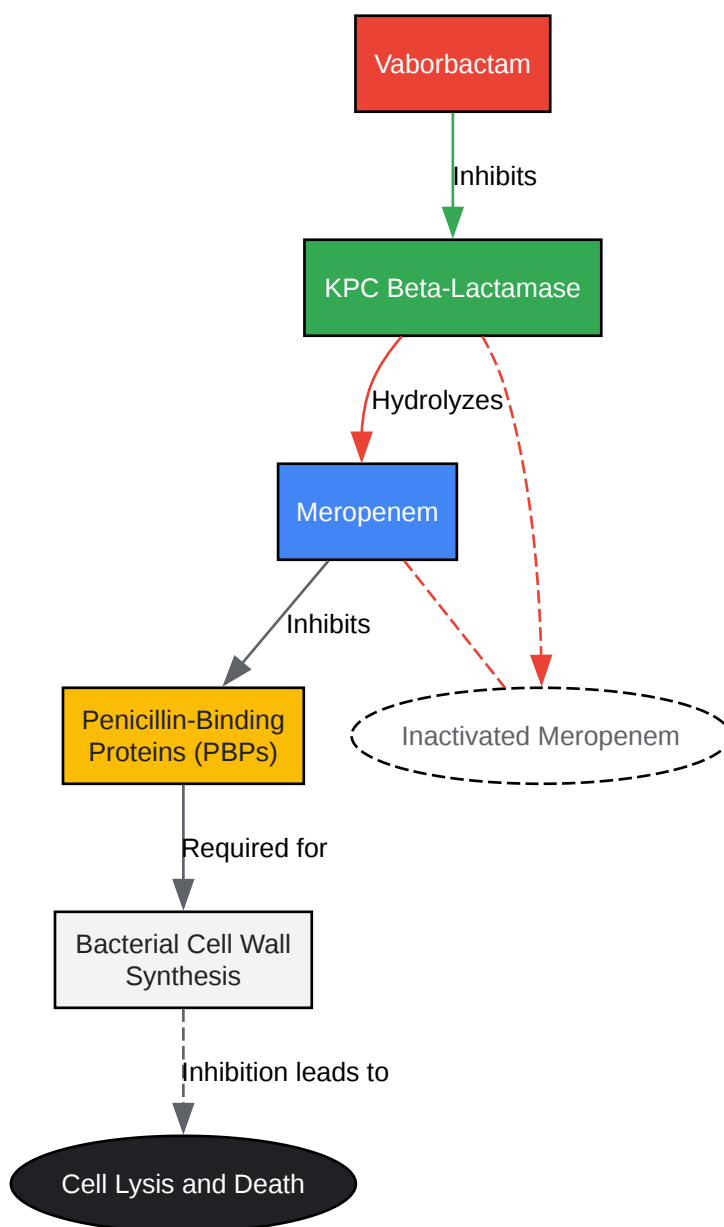 Vaborbactam
Inhibits
KPC Beta-Lactamase
Hydrolyzes
Meropenem
Inhibits
Penicillin-Binding
Proteins (PBPs)
Inactivated Meropenem
Required for
Bacterial Cell Wall
Synthesis
Inhibition leads to
Cell Lysis and Death